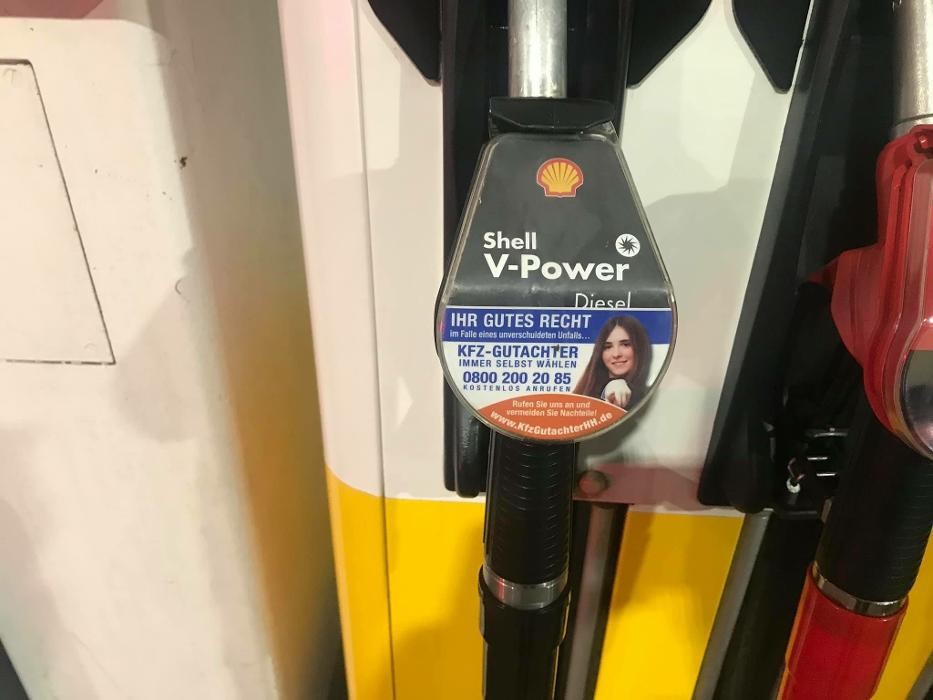 Shell
V-Power
Diesel
IHR GUTES RECHT
im Falle eines unverschuldeten Unfalls...
KFZ-GUTACHTER
IMMER SELBST WÄHLEN
0800 200 20 85
KOSTENLOS ANRUFEN
Rufen Sie uns an und
vermeiden Sie Nachteile!
www.KfzGutachterHH.de